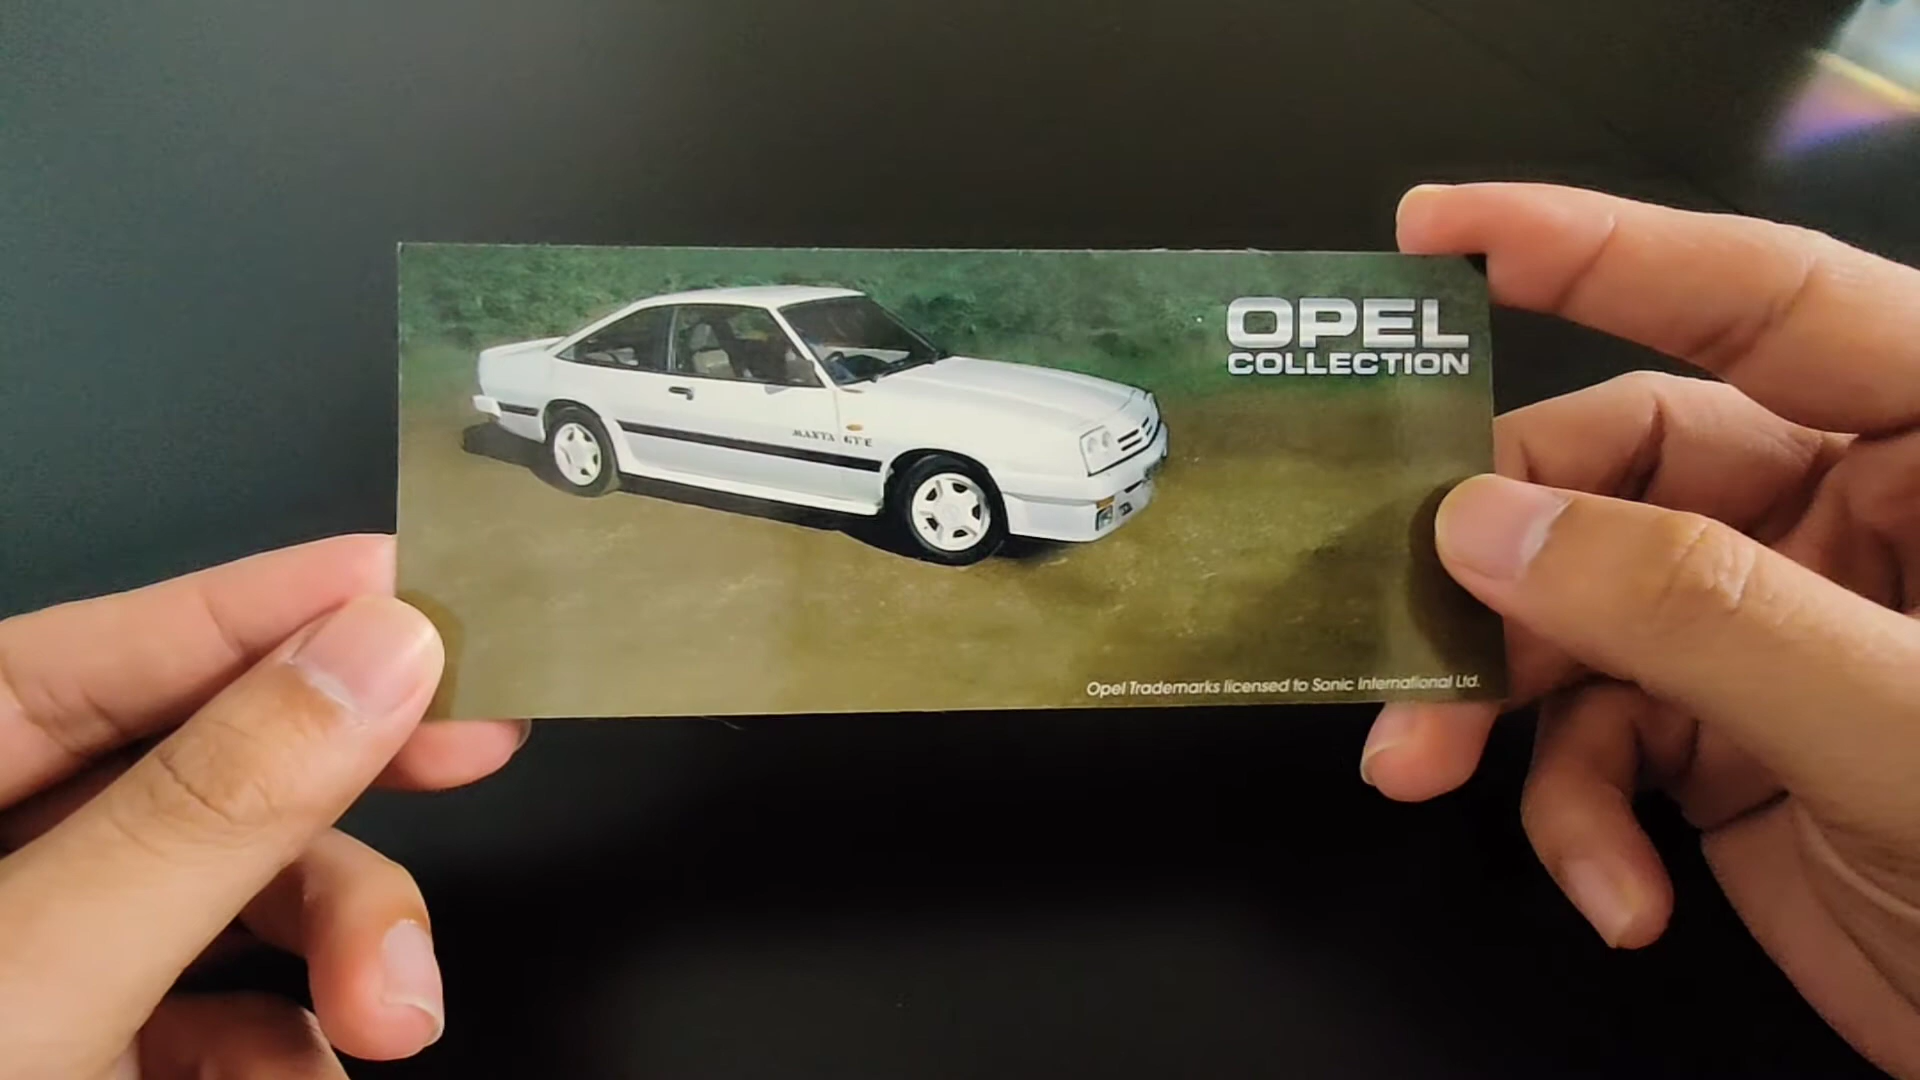 OPEL
COLLECTION
MANTA GT/E
Opel Trademarks licensed to Sonic International Ltd.